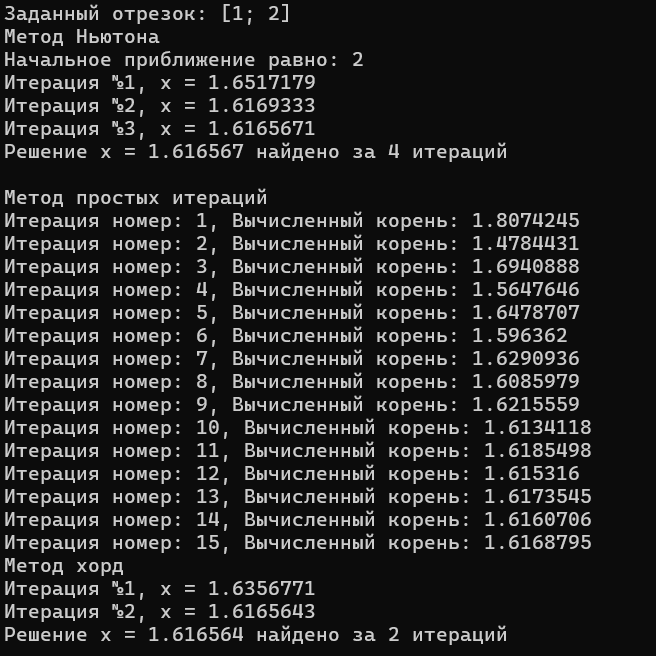 Заданный отрезок: [1; 2]
Метод Ньютона
Начальное приближение равно: 2
Итерация №1, x = 1.6517179
Итерация №2, x = 1.6169333
Итерация №3, x = 1.6165671
Решение x = 1.616567 найдено за 4 итераций
Метод простых итераций
Итерация номер: 1, Вычисленный корень: 1.8074245
Итерация номер: 2, Вычисленный корень: 1.4784431
Итерация номер: 3, Вычисленный корень: 1.6940888
Итерация номер: 4, Вычисленный корень: 1.5647646
Итерация номер: 5, Вычисленный корень: 1.6478707
Итерация номер: 6, Вычисленный корень: 1.596362
Итерация номер: 7, Вычисленный корень: 1.6290936
Итерация номер: 8, Вычисленный корень: 1.6085979
Итерация номер: 9, Вычисленный корень: 1.6215559
Итерация номер: 10, Вычисленный корень: 1.6134118
Итерация номер: 11, Вычисленный корень: 1.6185498
Итерация номер: 12, Вычисленный корень: 1.615316
Итерация номер: 13, Вычисленный корень: 1.6173545
Итерация номер: 14, Вычисленный корень: 1.6160706
Итерация номер: 15, Вычисленный корень: 1.6168795
Метод хорд
Итерация №1, x = 1.6356771
Итерация №2, x = 1.6165643
Решение x = 1.616564 найдено за 2 итераций